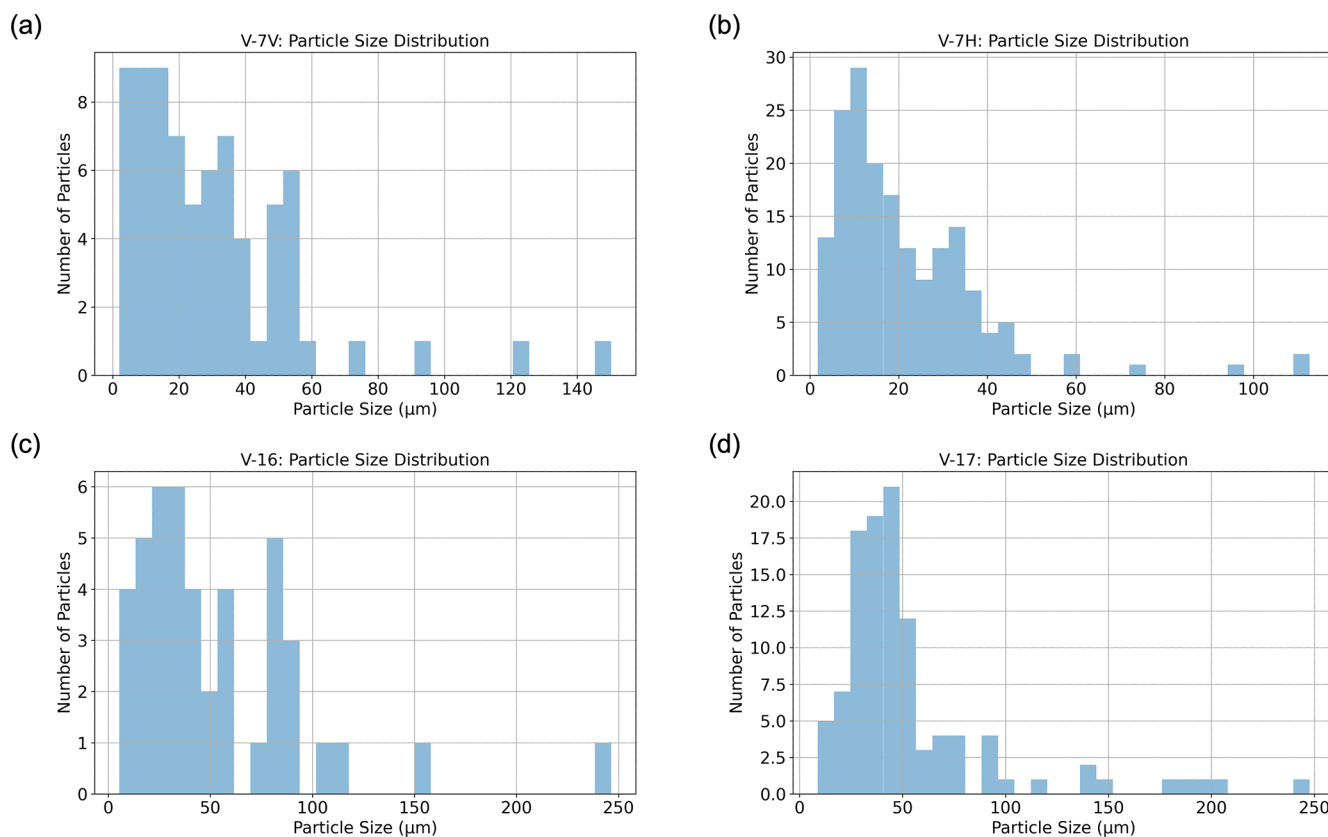 (a)
V-7V: Particle Size Distribution
Number of Particles
8
6
4
2
0
0 20 40 60 80 100 120 140
Particle Size (μm)
(b)
V-7H: Particle Size Distribution
Number of Particles
30
25
20
15
10
5
0
0 20 40 60 80 100
Particle Size (μm)
(c)
V-16: Particle Size Distribution
Number of Particles
6
5
4
3
2
1
0
0 50 100 150 200 250
Particle Size (μm)
(d)
V-17: Particle Size Distribution
Number of Particles
20.0
17.5
15.0
12.5
10.0
7.5
5.0
2.5
0.0
0 50 100 150 200 250
Particle Size (μm)